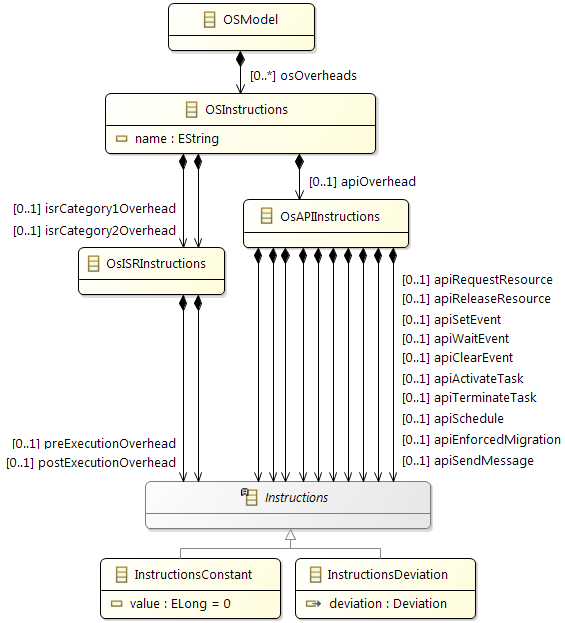 OSModel
[0..*] osOverheads
OSInstructions
name : EString
[0..1] apiOverhead
[0..1] isrCategory1Overhead
[0..1] isrCategory2Overhead
OsAPIInstructions
OsISRInstructions
[0..1] apiRequestResource
[0..1] apiReleaseResource
[0..1] apiSetEvent
[0..1] apiWaitEvent
[0..1] apiClearEvent
[0..1] apiActivateTask
[0..1] apiTerminateTask
[0..1] apiSchedule
[0..1] apiEnforcedMigration
[0..1] apiSendMessage
[0..1] preExecutionOverhead
[0..1] postExecutionOverhead
Instructions
InstructionsConstant
value : ELong = 0
InstructionsDeviation
deviation : Deviation